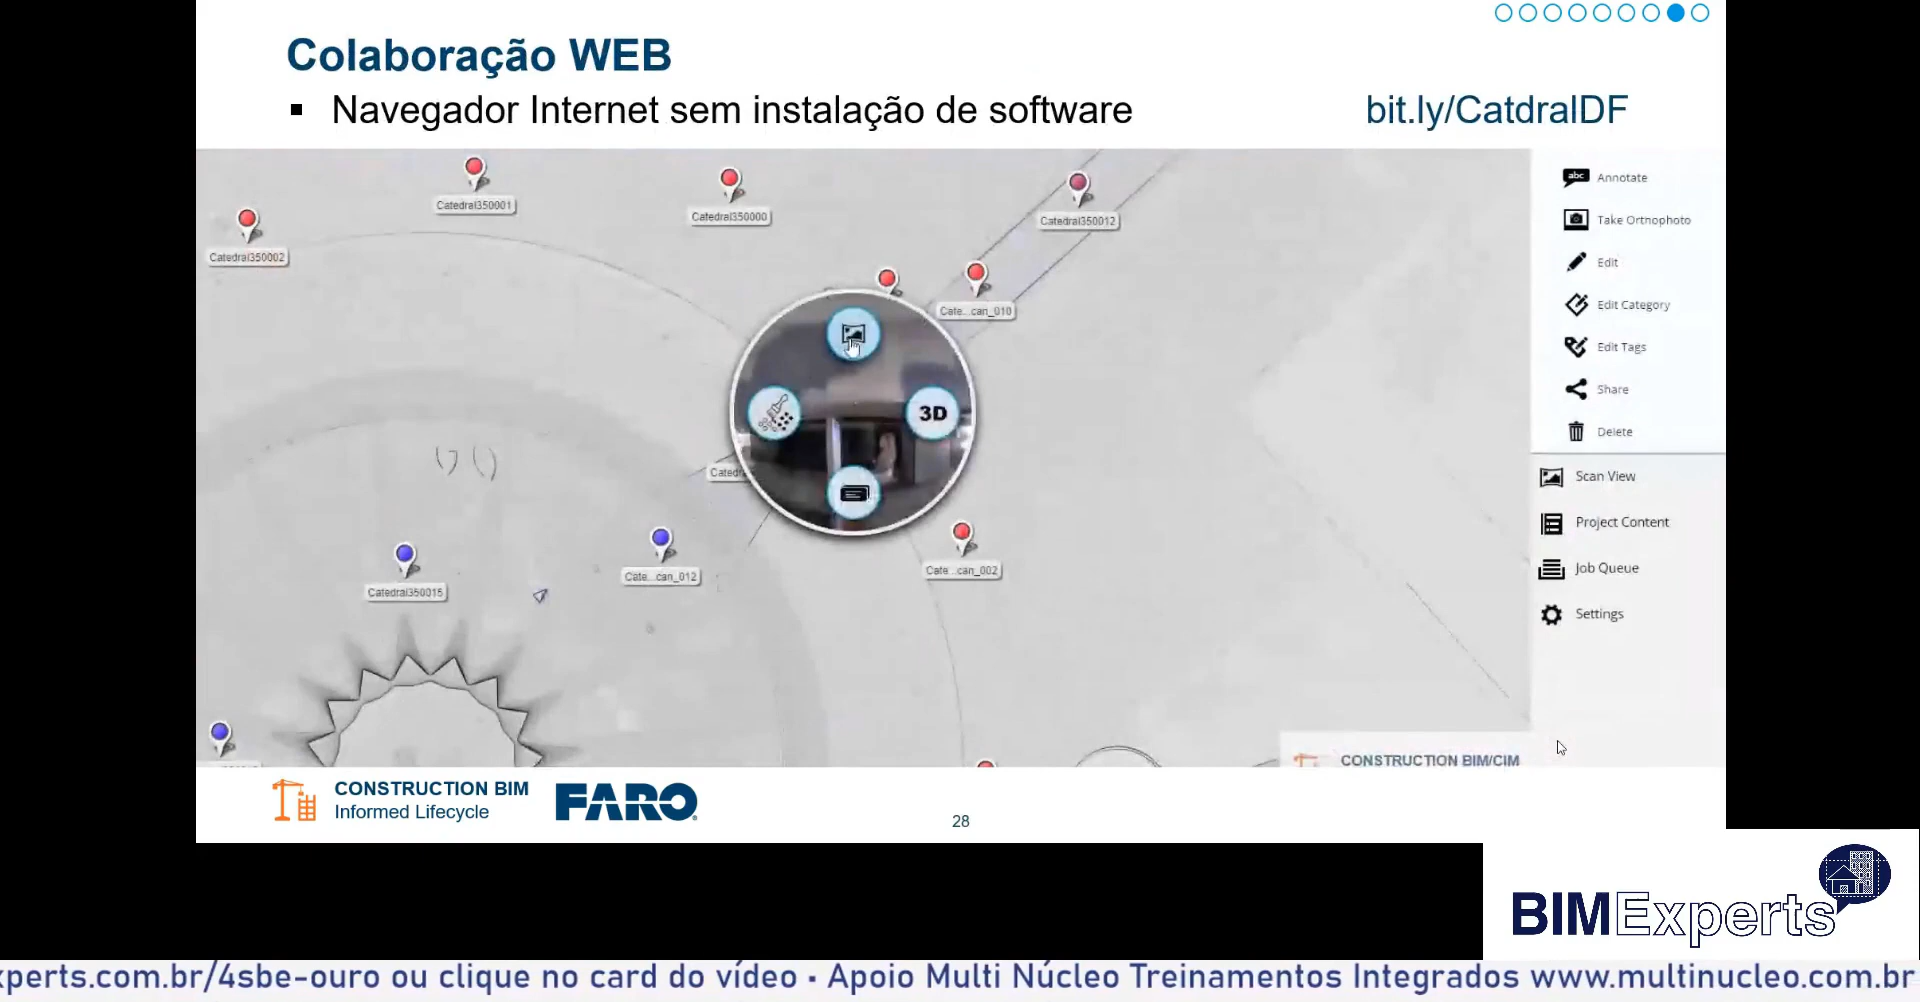 Colaboração WEB
▪ Navegador Internet sem instalação de software
bit.ly/CatdralDF
Catedral350001
Catedral350000
Catedral350012
Catedral350002
Cate...can_010
3D
Cate...can_012
Catedral350015
Cate...can_002
abc Annotate
Take Orthophoto
Edit
Edit Category
Edit Tags
Share
Delete
Scan View
Project Content
Job Queue
Settings
CONSTRUCTION BIM/CIM
CONSTRUCTION BIM
Informed Lifecycle
FARO
28
BIMExperts
xperts.com.br/4sbe-ouro ou clique no card do vídeo • Apoio Multi Núcleo Treinamentos Integrados www.multinucleo.com.br